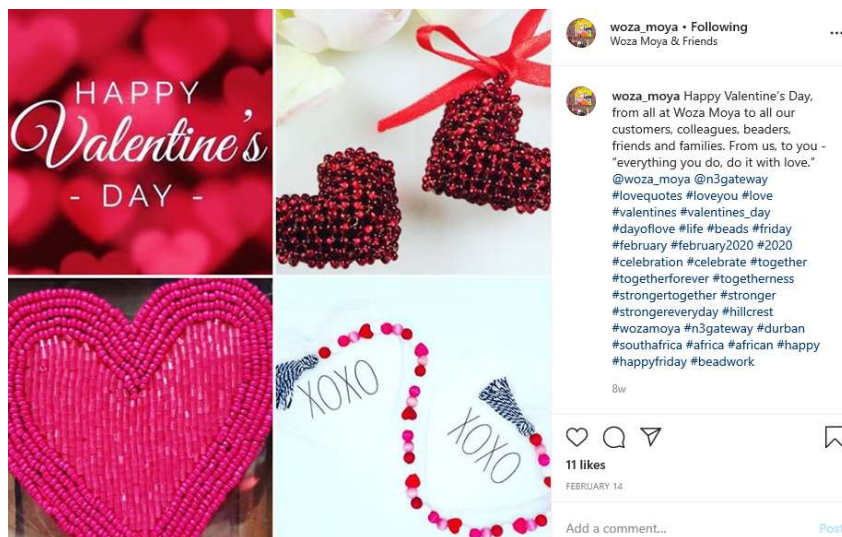 HAPPY
Valentine's
- DAY -
XOXO
XOXO
woza_moya • Following
Woza Moya & Friends
woza_moya Happy Valentine's Day,
from all at Woza Moya to all our
customers, colleagues, beaders,
friends and families. From us, to you -
"everything you do, do it with love."
@woza_moya @n3gateway
#lovequotes #loveyou #love
#valentines #valentines_day
#dayoflove #life #beads #friday
#february #february2020 #2020
#celebration #celebrate #together
#togetherforever #togetherness
#strongertogether #stronger
#strongereveryday #hillcrest
#wozamoya #n3gateway #durban
#southafrica #africa #african #happy
#happyfriday #beadwork
8w
11 likes
FEBRUARY 14
Add a comment...
Post